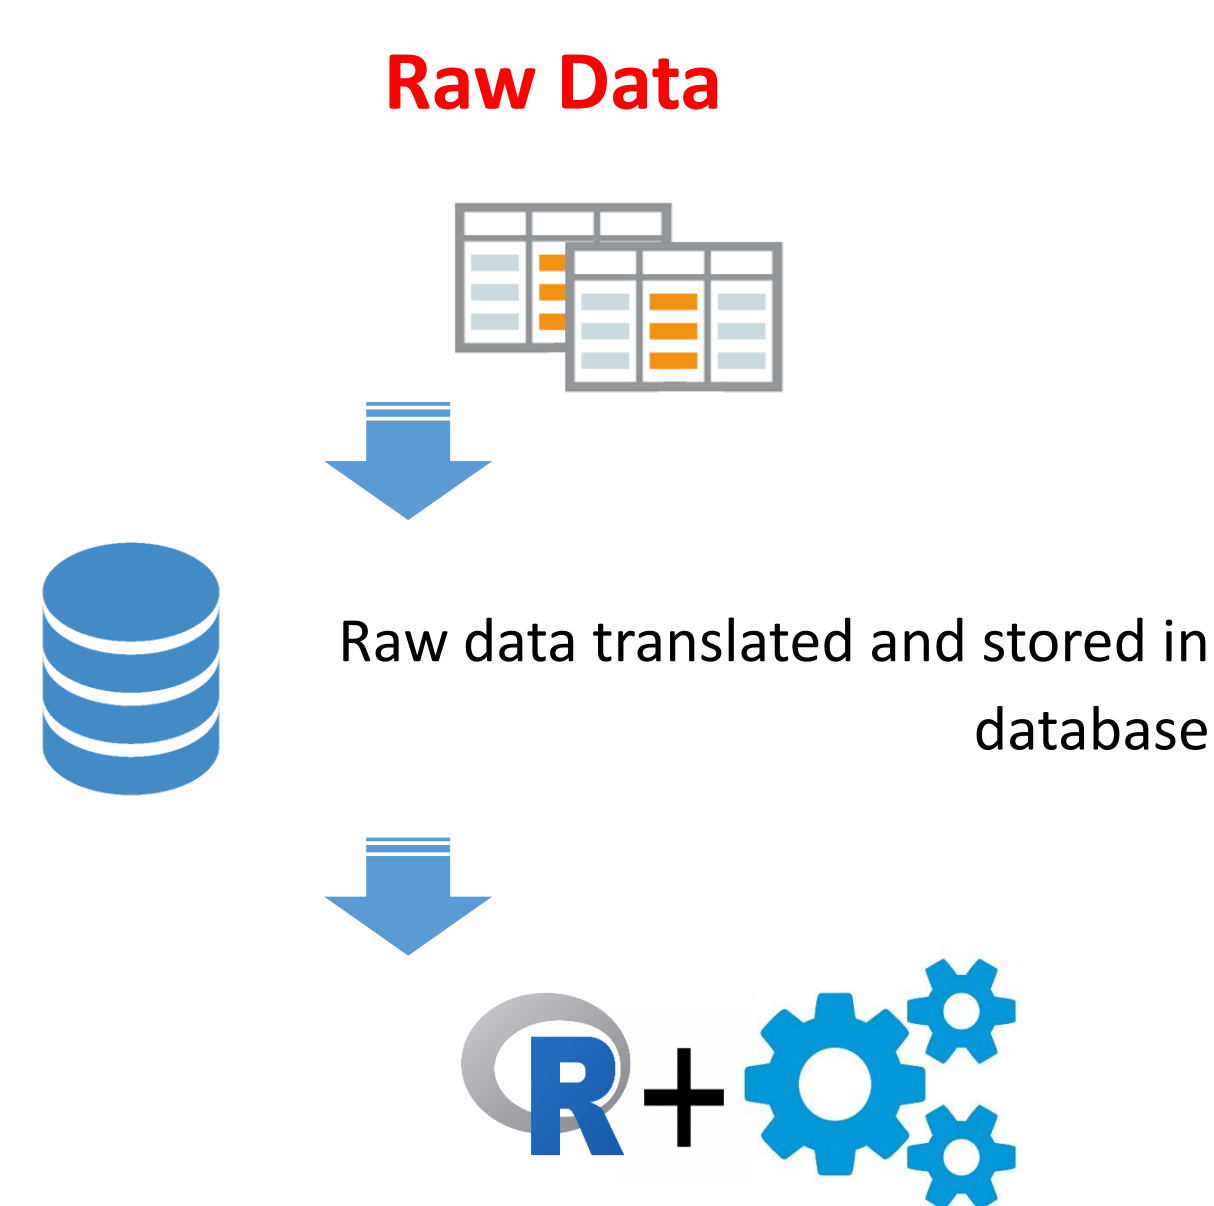 Raw Data
Raw data translated and stored in
database
R+